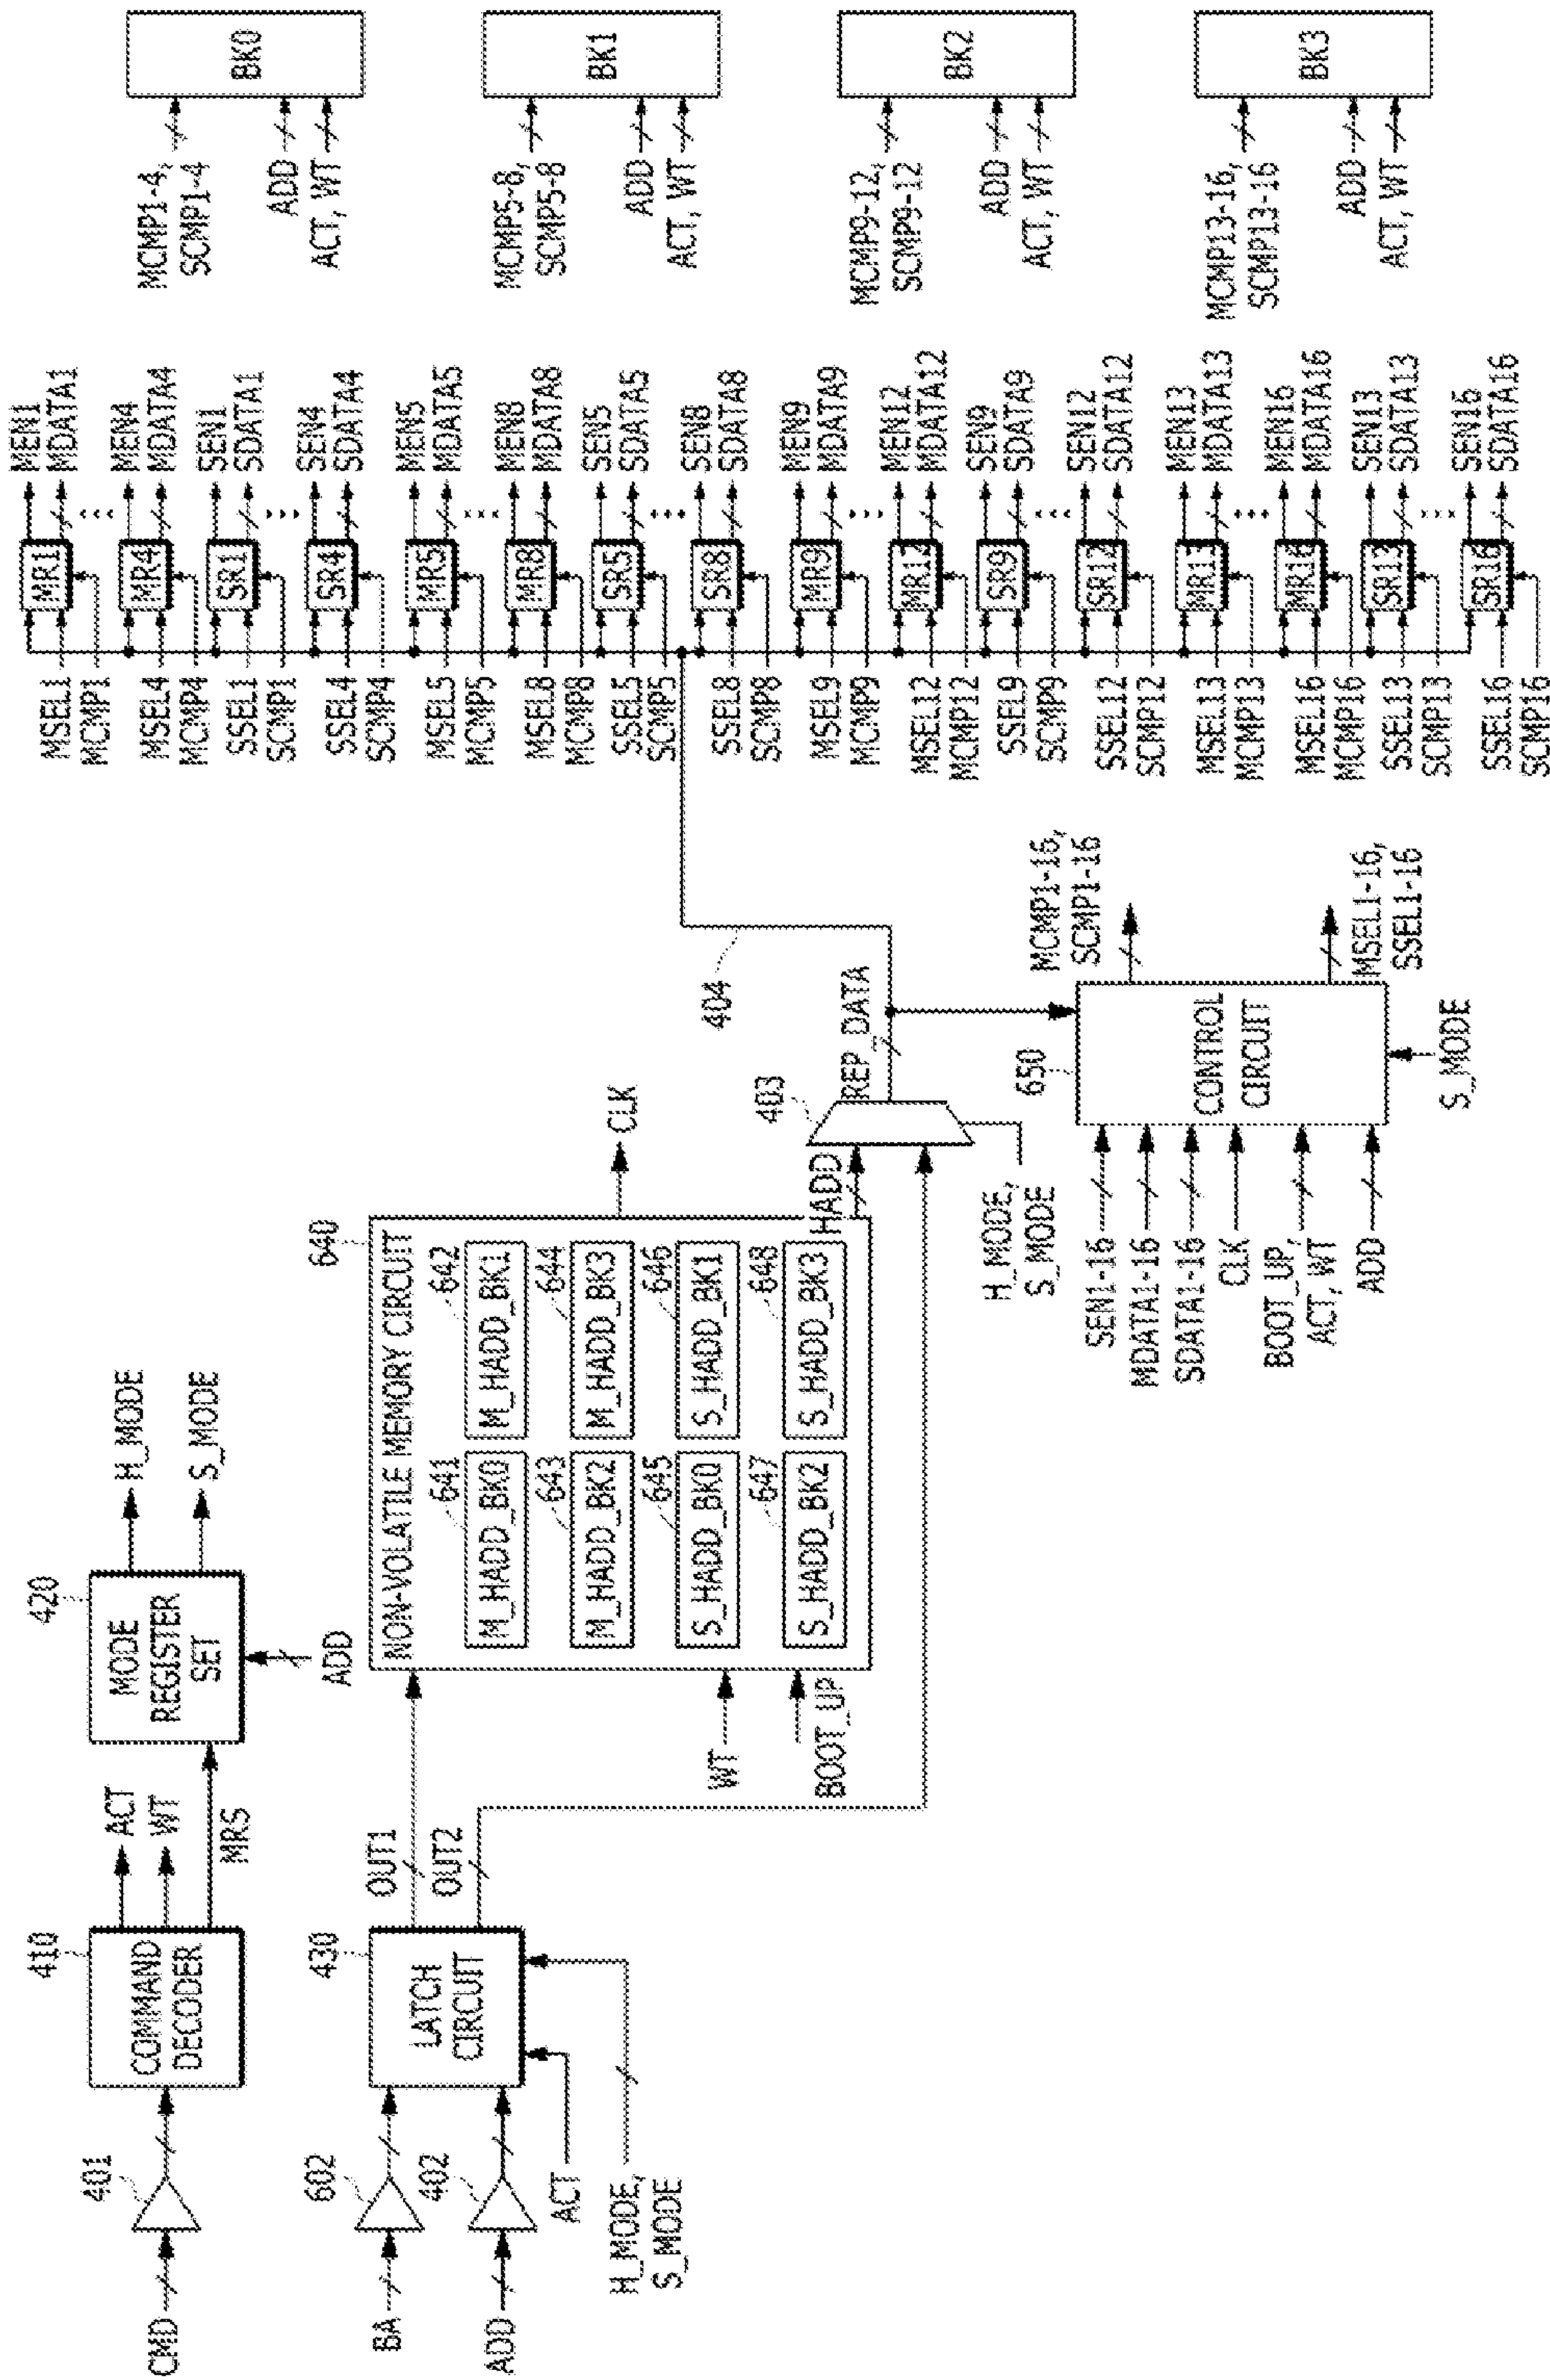 CMD
401
410
COMMAND
DECODER
ACT
WT
MRS
420
MODE
REGISTER
SET
ADD
H_MODE
S_MODE
BA
602
ADD
402
430
LATCH
CIRCUIT
ACT
H_MODE,
S_MODE
OUT1
OUT2
WT
BOOT_UP
640
NON-VOLATILE MEMORY CIRCUIT
641
M_HADD_BK0
642
M_HADD_BK1
643
M_HADD_BK2
644
M_HADD_BK3
645
S_HADD_BK0
646
S_HADD_BK1
647
S_HADD_BK2
648
S_HADD_BK3
CLK
HADD
403
REP_DATA
H_MODE,
S_MODE
404
650
CONTROL
CIRCUIT
SEN1-16
MDATA1-16
SDATA1-16
CLK
BOOT_UP,
ACT, WT
ADD
S_MODE
MCMP1-16,
SCMP1-16
MSEL1-16,
SSEL1-16
MSEL1
MCMP1
MR1
MEN1
MDATA1
MSEL4
MCMP4
MR4
MEN4
MDATA4
SSEL1
SCMP1
SR1
SEN1
SDATA1
SSEL4
SCMP4
SR4
SEN4
SDATA4
MSEL5
MCMP5
MR5
MEN5
MDATA5
MSEL8
MCMP8
MR8
MEN8
MDATA8
SSEL5
SCMP5
SR5
SEN5
SDATA5
SSEL8
SCMP8
SR8
SEN8
SDATA8
MSEL9
MCMP9
MR9
MEN9
MDATA9
MSEL12
MCMP12
MR12
MEN12
MDATA12
SSEL9
SCMP9
SR9
SEN9
SDATA9
SSEL12
SCMP12
SR12
SEN12
SDATA12
MSEL13
MCMP13
MR13
MEN13
MDATA13
MSEL16
MCMP16
MR16
MEN16
MDATA16
SSEL13
SCMP13
SR13
SEN13
SDATA13
SSEL16
SCMP16
SR16
SEN16
SDATA16
MCMP1-4,
SCMP1-4
ADD
ACT, WT
BK0
MCMP5-8,
SCMP5-8
ADD
ACT, WT
BK1
MCMP9-12,
SCMP9-12
ADD
ACT, WT
BK2
MCMP13-16,
SCMP13-16
ADD
ACT, WT
BK3